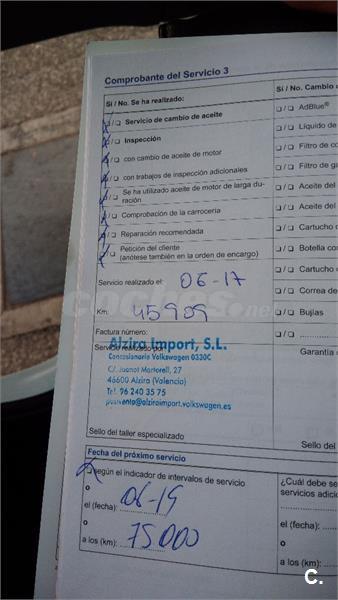 Comprobante del Servicio 3
Sí / No. Se ha realizado:
Servicio de cambio de aceite
Inspección
con cambio de aceite de motor
con trabajos de inspección adicionales
Se ha utilizado aceite de motor de larga du-
ración
Comprobación de la carrocería
Reparación recomendada
Petición del cliente
(anótese también en la orden de encargo)
Servicio realizado el: 06-17
Km: 45909
Factura número:
Servicio realizado por:
Alzira Import, S.L.
Concesionario Volkswagen 0330C
C/ Juanot Martorell, 27
46600 Alzira (Valencia)
Tel. 96 240 35 75
postventa@alziraimport.volkswagen.es
Sello del taller especializado
Fecha del próximo servicio
según el indicador de intervalos de servicio
o
el (fecha): 06-19
o
a los (km): 75000
Sí / No. Cambio
AdBlue®
Líquido de
Filtro de
Filtro de
Aceite del
Aceite del
Cartucho
Botella
Cartucho
Correa de
Bujías
Garantía
Sello del
¿Cuál debe se
servicios adici
el (fecha):
a los (km):
coches.net
C.